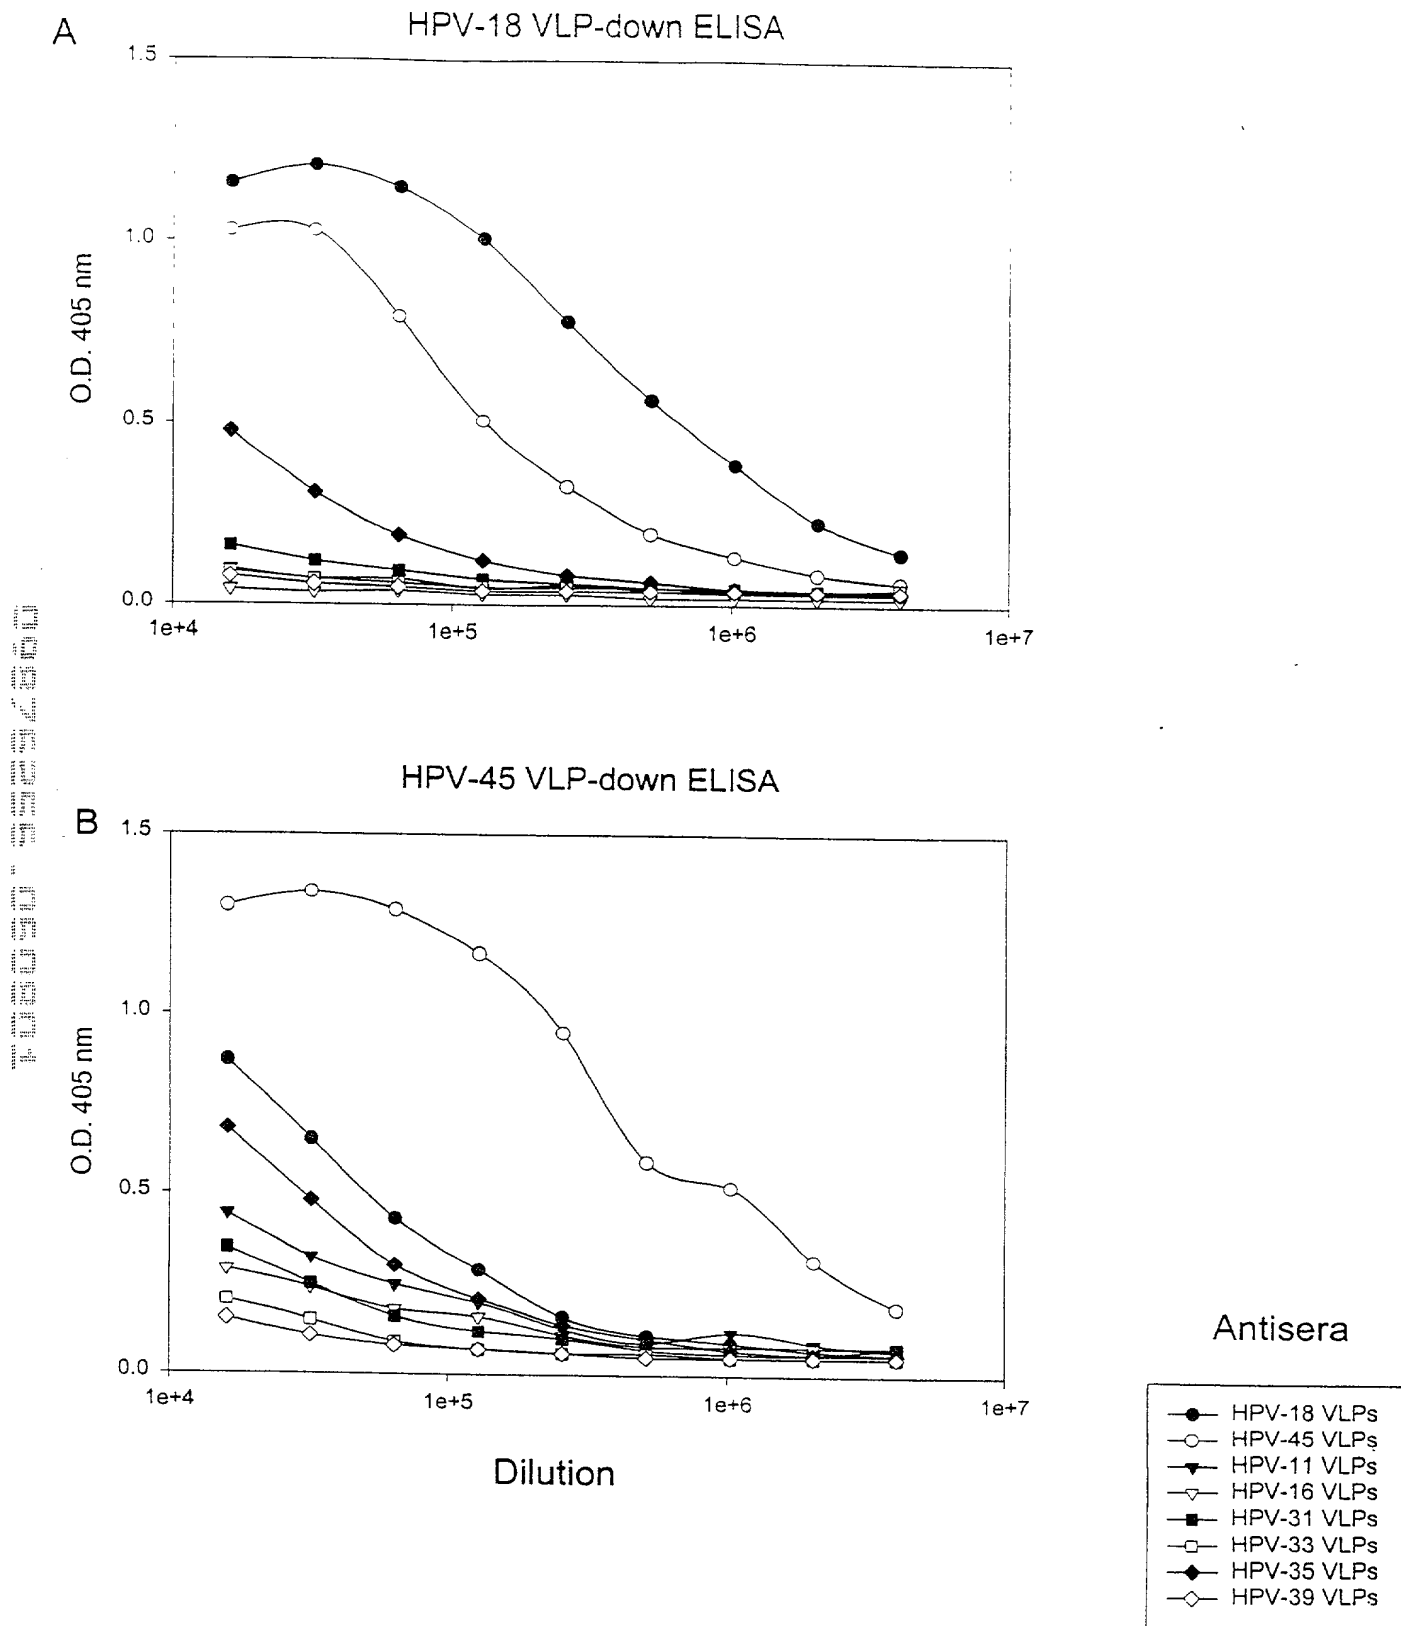 A
HPV-18 VLP-down ELISA
1.5
1.0
0.5
0.0
O.D. 405 nm
1e+4 1e+5 1e+6 1e+7
HPV-45 VLP-down ELISA
B
1.5
1.0
0.5
0.0
O.D. 405 nm
1e+4 1e+5 1e+6 1e+7
Dilution
Antisera
HPV-18 VLPs
HPV-45 VLPs
HPV-11 VLPs
HPV-16 VLPs
HPV-31 VLPs
HPV-33 VLPs
HPV-35 VLPs
HPV-39 VLPs